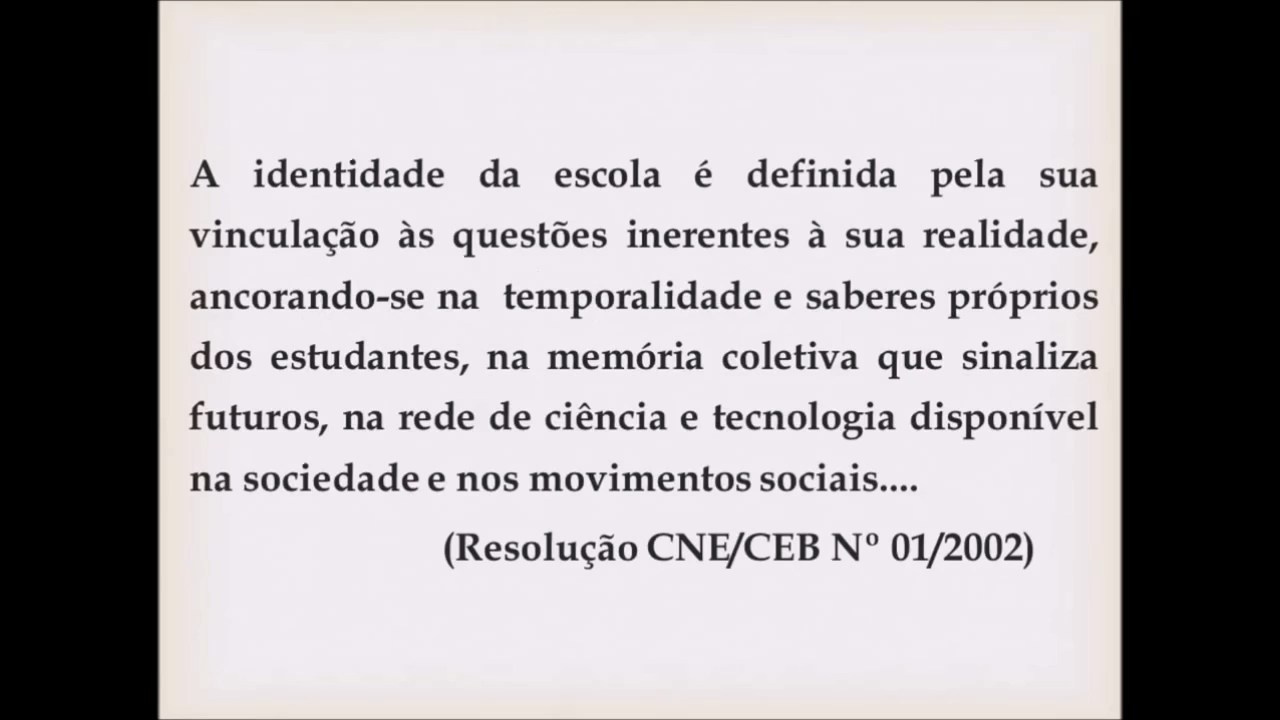 A identidade da escola é definida pela sua
vinculação às questões inerentes à sua realidade,
ancorando-se na temporalidade e saberes próprios
dos estudantes, na memória coletiva que sinaliza
futuros, na rede de ciência e tecnologia disponível
na sociedade e nos movimentos sociais....
(Resolução CNE/CEB Nº 01/2002)